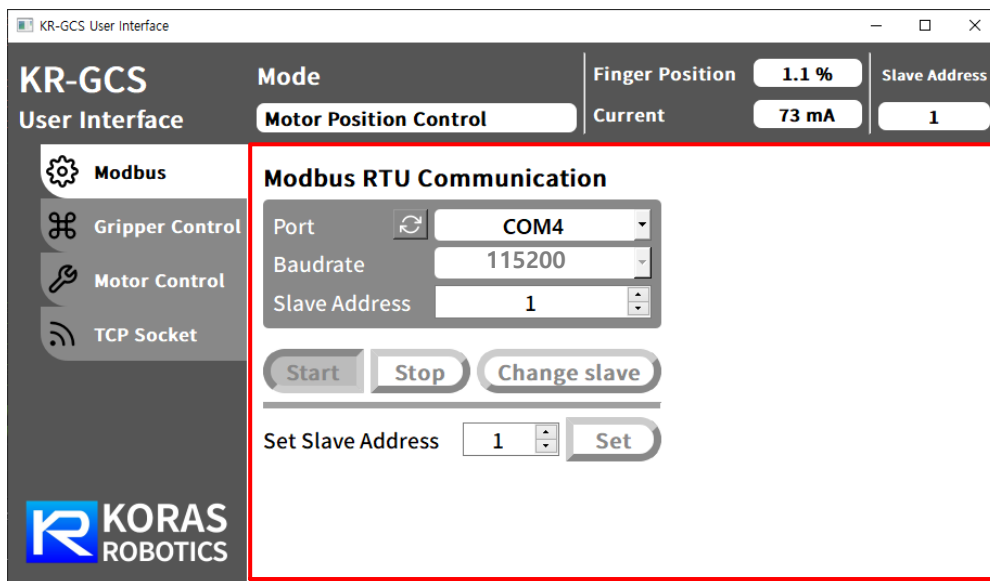 KR-GCS User Interface
KR-GCS
User Interface
Mode
Motor Position Control
Finger Position 1.1 %
Current 73 mA
Slave Address
1
Modbus
Gripper Control
Motor Control
TCP Socket
Modbus RTU Communication
Port COM4
Baudrate 115200
Slave Address 1
Start Stop Change slave
Set Slave Address 1 Set
KORAS
ROBOTICS